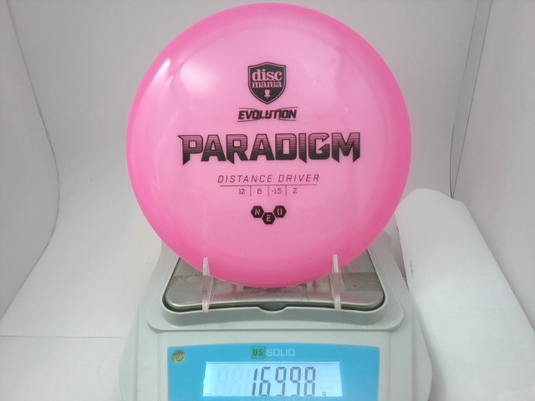 disc
mania
EVOLUTION
PARADIGM
DISTANCE DRIVER
12 | 6 | -1.5 | 2
NEO
US SOLID
169.98 g